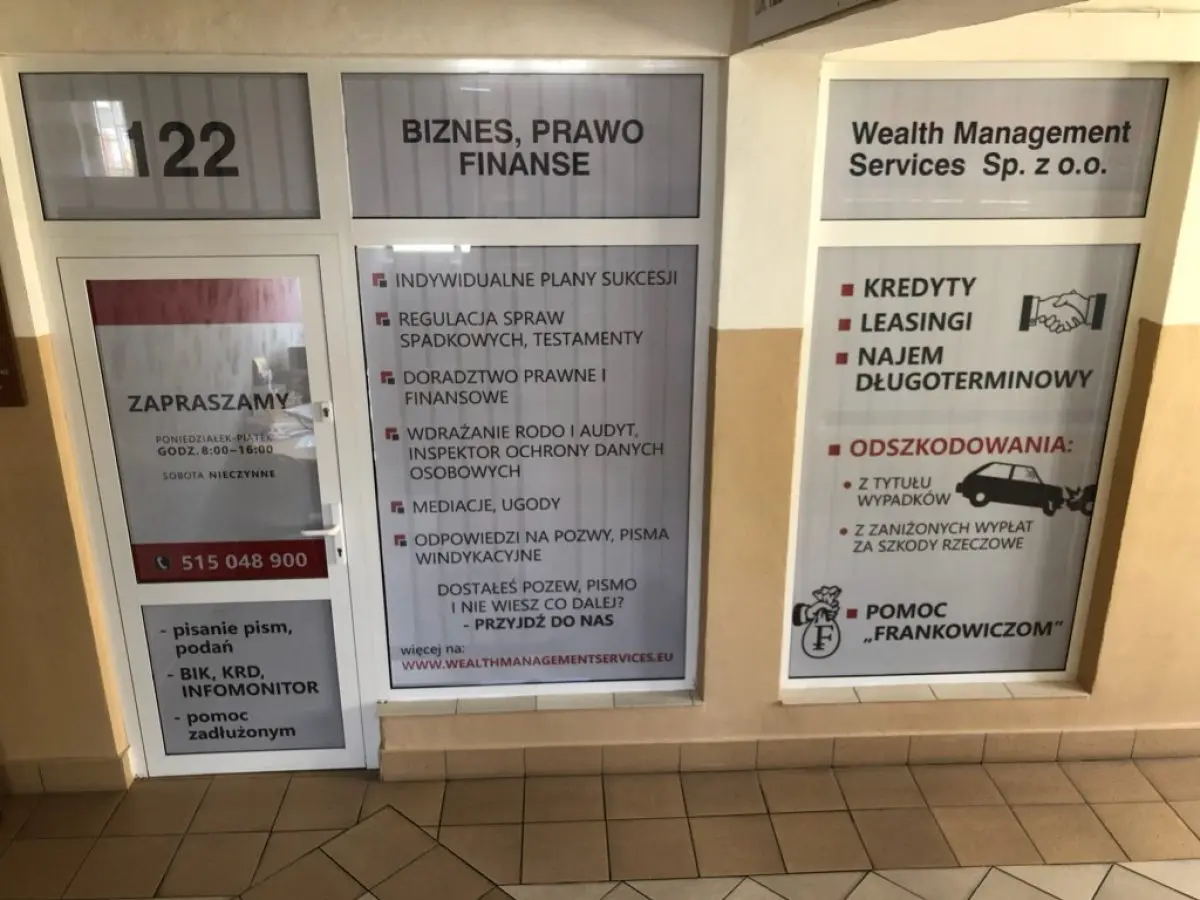 122
BIZNES, PRAWO
FINANSE
Wealth Management
Services Sp. z o.o.
ZAPRASZAMY
PONIEDZIAŁEK-PIĄTEK
GODZ. 8:00–16:00
SOBOTA NIECZYNNE
515 048 900
- pisanie pism,
podań
- BIK, KRD,
INFOMONITOR
- pomoc
zadłużonym
INDYWIDUALNE PLANY SUKCESJI
REGULACJA SPRAW
SPADKOWYCH, TESTAMENTY
DORADZTWO PRAWNE I
FINANSOWE
WDRAŻANIE RODO I AUDYT,
INSPEKTOR OCHRONY DANYCH
OSOBOWYCH
MEDIACJE, UGODY
ODPOWIEDZI NA POZWY, PISMA
WINDYKACYJNE
DOSTAŁEŚ POZEW, PISMO
I NIE WIESZ CO DALEJ?
- PRZYJDŹ DO NAS
więcej na:
WWW.WEALTHMANAGEMENTSERVICES.EU
KREDYTY
LEASINGI
NAJEM
DŁUGOTERMINOWY
ODSZKODOWANIA:
• Z TYTUŁU
WYPADKÓW
• Z ZANIŻONYCH WYPŁAT
ZA SZKODY RZECZOWE
POMOC
„FRANKOWICZOM"